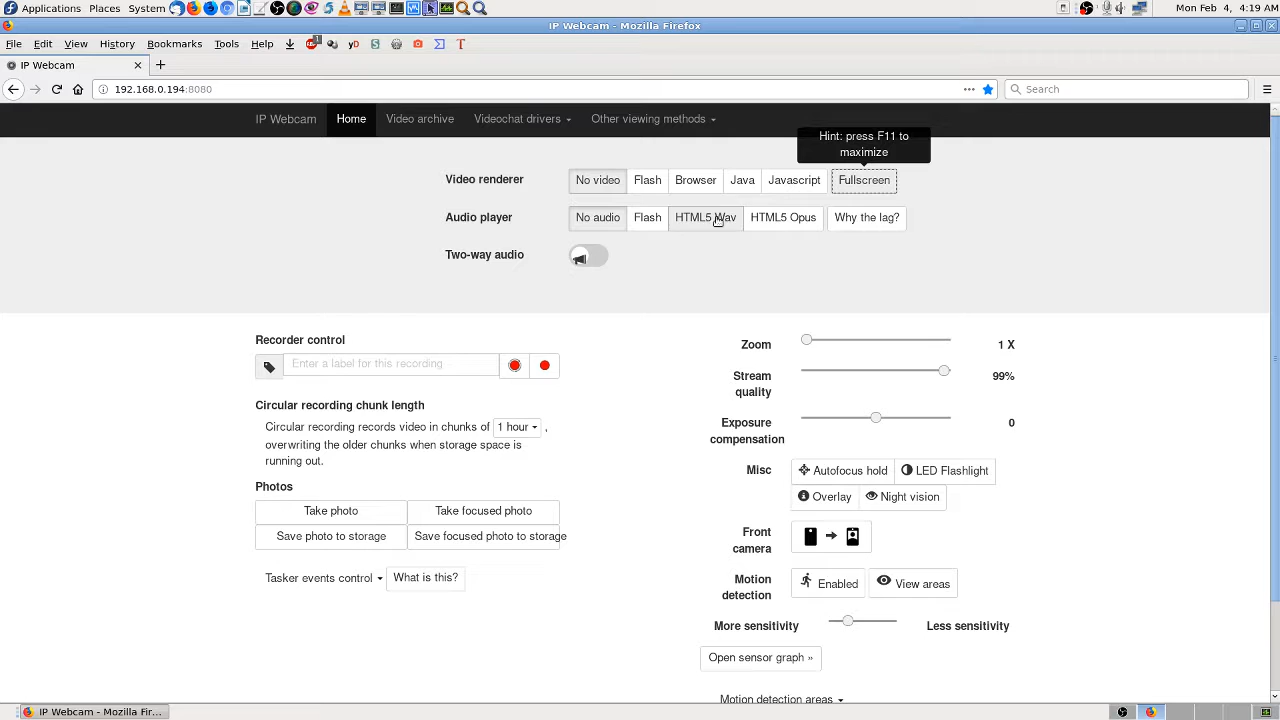 Applications Places System Mon Feb 4, 4:19 AM
IP Webcam - Mozilla Firefox
File Edit View History Bookmarks Tools Help 1 yD S T
IP Webcam
192.168.0.194:8080 Search
IP Webcam Home Video archive Videochat drivers Other viewing methods
Hint: press F11 to
maximize
Video renderer No video Flash Browser Java Javascript Fullscreen
Audio player No audio Flash HTML5 Wav HTML5 Opus Why the lag?
Two-way audio
Recorder control
Enter a label for this recording
Circular recording chunk length
Circular recording records video in chunks of 1 hour ,
overwriting the older chunks when storage space is
running out.
Photos
Take photo Take focused photo
Save photo to storage Save focused photo to storage
Tasker events control What is this?
Zoom 1 X
Stream
quality 99%
Exposure
compensation 0
Misc Autofocus hold LED Flashlight
Overlay Night vision
Front
camera
Motion
detection Enabled View areas
More sensitivity Less sensitivity
Open sensor graph »
Motion detection areas
IP Webcam - Mozilla Fir...